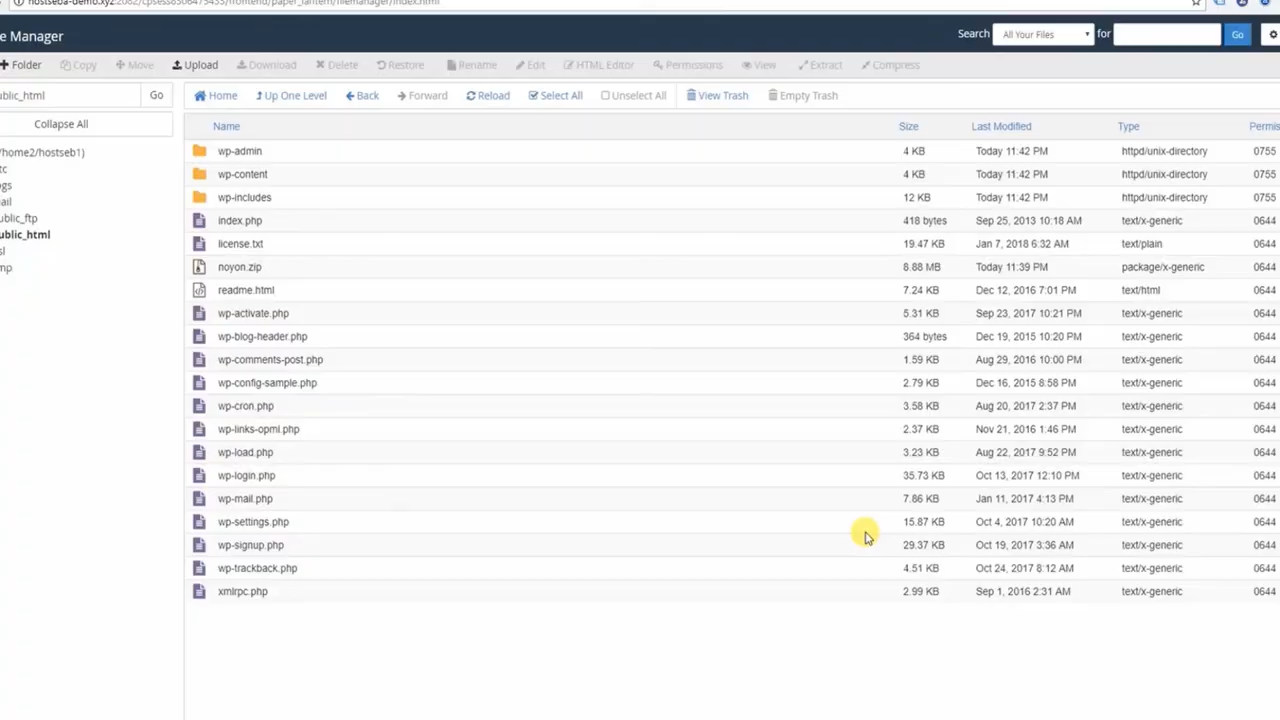 e Manager
Search All Your Files for Go
Folder Copy Move Upload Download Delete Restore Rename Edit HTML Editor Permissions View Extract Compress
ublic_html Go Home Up One Level Back Forward Reload Select All Unselect All View Trash Empty Trash
Collapse All
/home2/hostseb1)
tc
gs
ail
ublic_ftp
ublic_html
sl
mp
Name Size Last Modified Type Permis
wp-admin 4 KB Today 11:42 PM httpd/unix-directory 0755
wp-content 4 KB Today 11:42 PM httpd/unix-directory 0755
wp-includes 12 KB Today 11:42 PM httpd/unix-directory 0755
index.php 418 bytes Sep 25, 2013 10:18 AM text/x-generic 0644
license.txt 19.47 KB Jan 7, 2018 6:32 AM text/plain 0644
noyon.zip 8.88 MB Today 11:39 PM package/x-generic 0644
readme.html 7.24 KB Dec 12, 2016 7:01 PM text/html 0644
wp-activate.php 5.31 KB Sep 23, 2017 10:21 PM text/x-generic 0644
wp-blog-header.php 364 bytes Dec 19, 2015 10:20 PM text/x-generic 0644
wp-comments-post.php 1.59 KB Aug 29, 2016 10:00 PM text/x-generic 0644
wp-config-sample.php 2.79 KB Dec 16, 2015 8:58 PM text/x-generic 0644
wp-cron.php 3.58 KB Aug 20, 2017 2:37 PM text/x-generic 0644
wp-links-opml.php 2.37 KB Nov 21, 2016 1:46 PM text/x-generic 0644
wp-load.php 3.23 KB Aug 22, 2017 9:52 PM text/x-generic 0644
wp-login.php 35.73 KB Oct 13, 2017 12:10 PM text/x-generic 0644
wp-mail.php 7.86 KB Jan 11, 2017 4:13 PM text/x-generic 0644
wp-settings.php 15.87 KB Oct 4, 2017 10:20 AM text/x-generic 0644
wp-signup.php 29.37 KB Oct 19, 2017 3:36 AM text/x-generic 0644
wp-trackback.php 4.51 KB Oct 24, 2017 8:12 AM text/x-generic 0644
xmlrpc.php 2.99 KB Sep 1, 2016 2:31 AM text/x-generic 0644